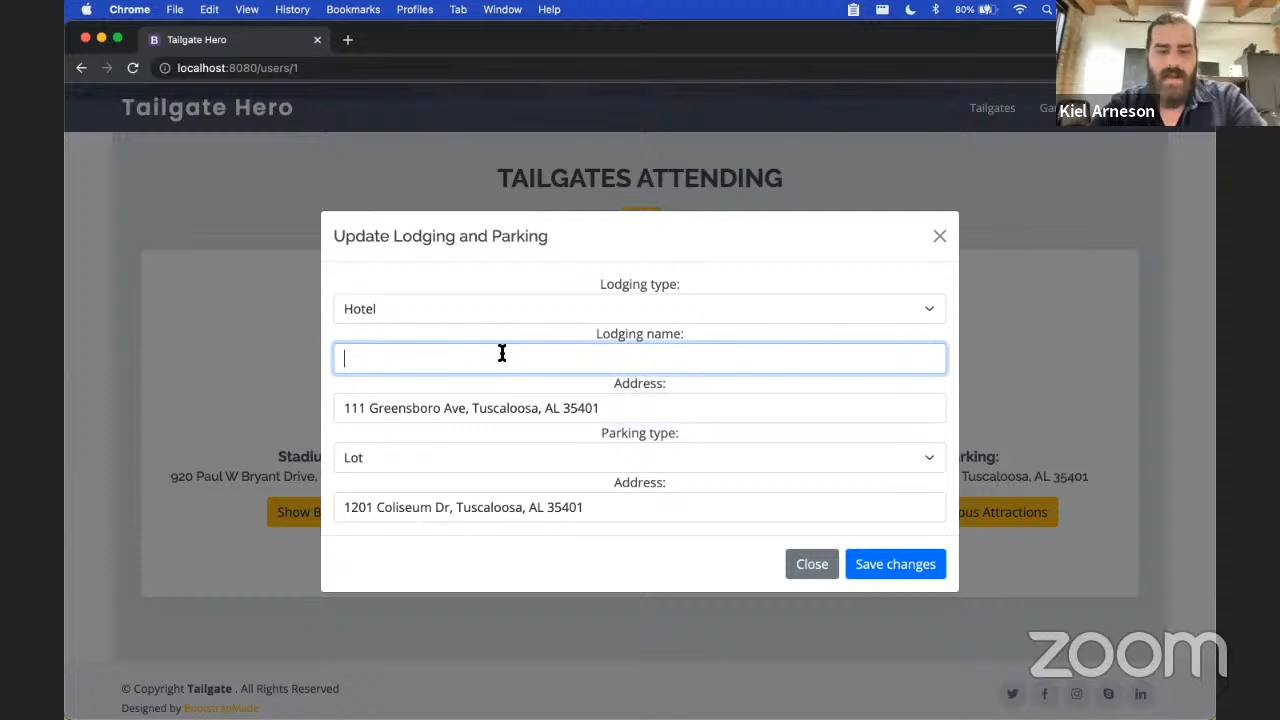 Chrome File Edit View History Bookmarks Profiles Tab Window Help 80%
Tailgate Hero
localhost:8080/users/1
Tailgate Hero
Tailgates
Kiel Arneson
TAILGATES ATTENDING
Update Lodging and Parking
Lodging type:
Hotel
Lodging name:
Address:
111 Greensboro Ave, Tuscaloosa, AL 35401
Parking type:
Lot
Address:
1201 Coliseum Dr, Tuscaloosa, AL 35401
Close Save changes
920 Paul W Bryant Drive,
Tuscaloosa, AL 35401
Show
Attractions
© Copyright Tailgate . All Rights Reserved
Designed by BootstrapMade
zoom